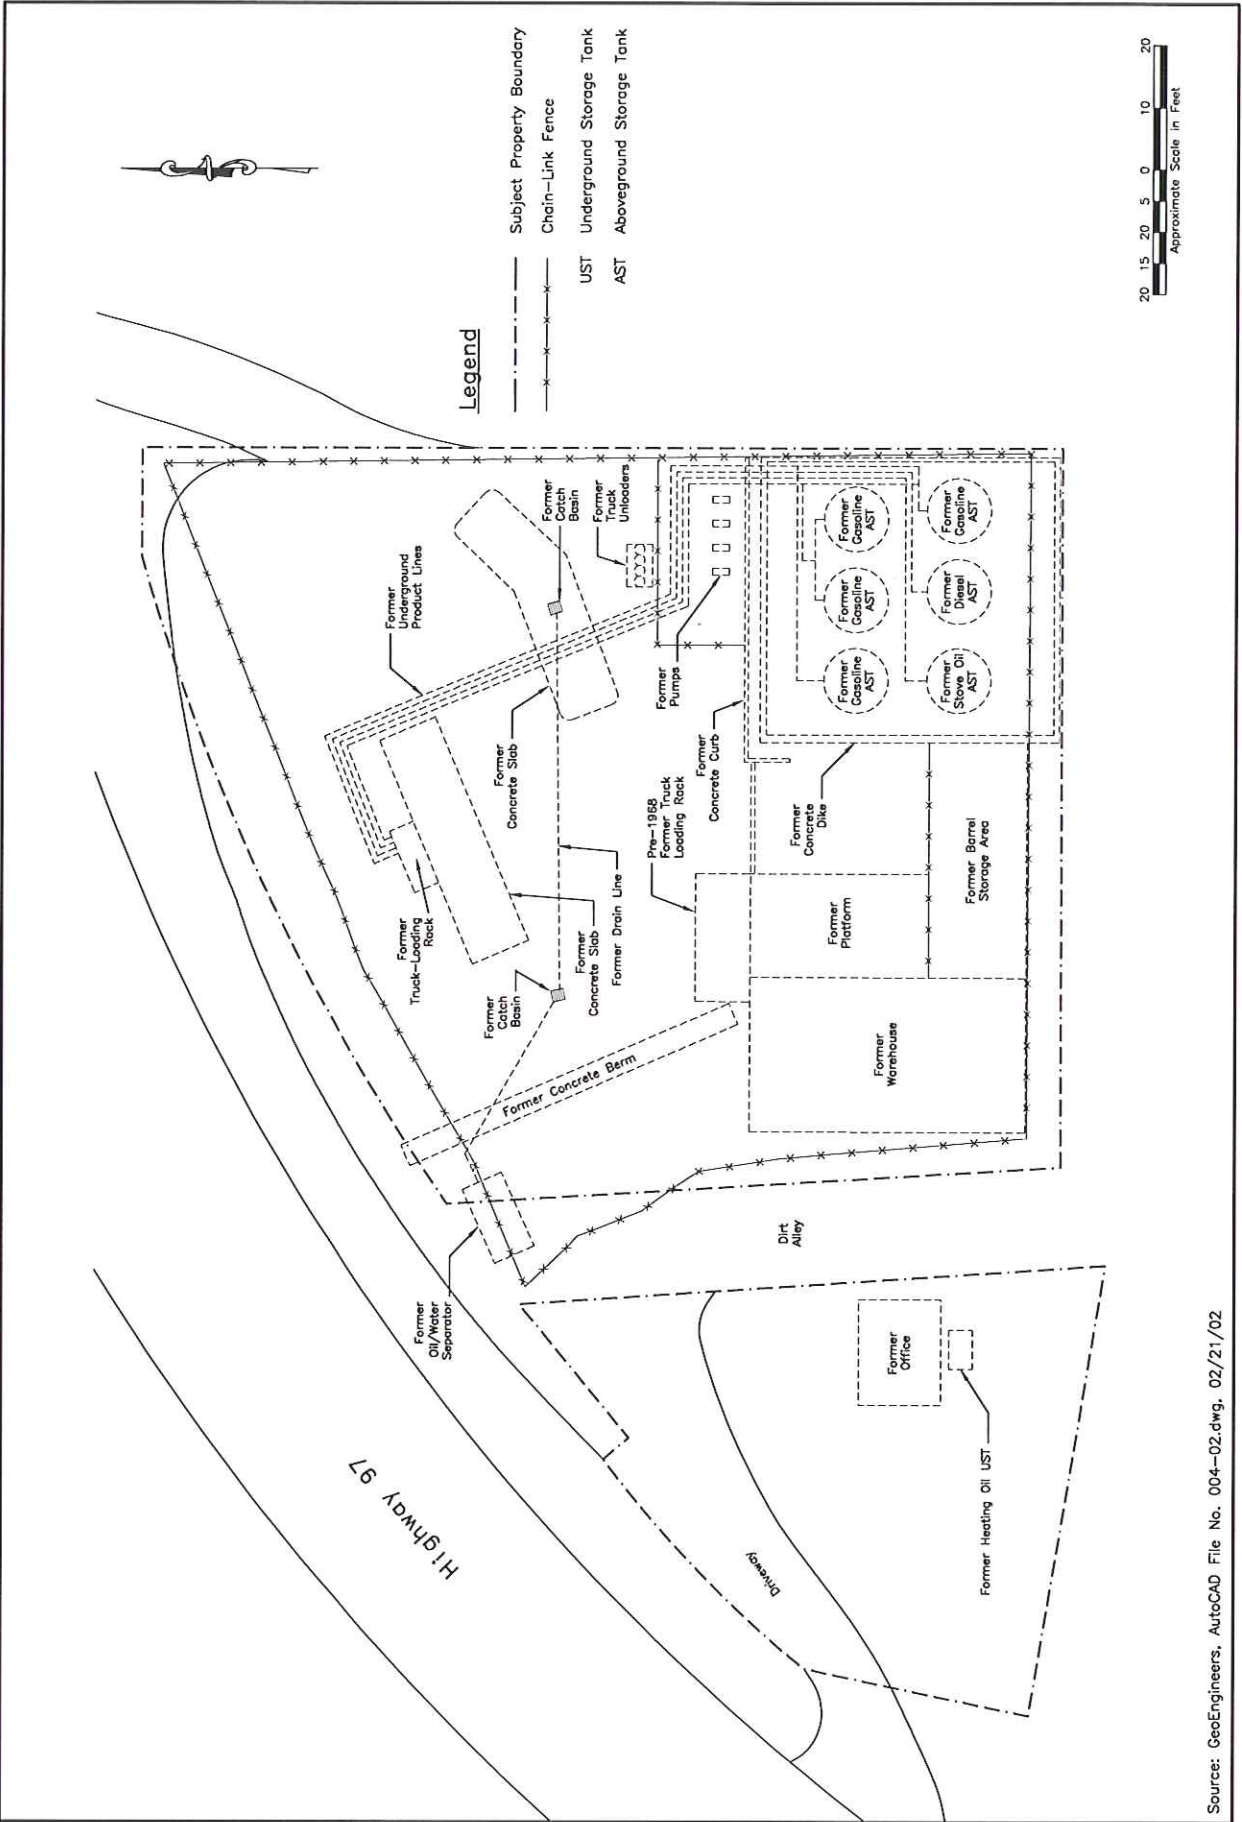 Legend
Subject Property Boundary
Chain-Link Fence
UST Underground Storage Tank
AST Aboveground Storage Tank
20 15 20 5 0 10 20
Approximate Scale in Feet
Highway 97
Former
Oil/Water
Separator
Former Concrete Berm
Former
Catch
Basin
Former
Truck-Loading
Rack
Former
Concrete Slab
Former Drain Line
Former
Concrete Slab
Former
Underground
Product Lines
Former
Catch
Basin
Former
Truck
Unloaders
Former
Pumps
Pre-1968
Former Truck
Loading Rack
Former
Concrete Curb
Former
Concrete
Dike
Former
Gasoline
AST
Former
Gasoline
AST
Former
Gasoline
AST
Former
Stove Oil
AST
Former
Diesel
AST
Former
Gasoline
AST
Former
Platform
Former Barrel
Storage Area
Former
Warehouse
Dirt
Alley
Driveway
Former
Office
Former Heating Oil UST
Source: GeoEngineers, AutoCAD File No. 004-02.dwg, 02/21/02